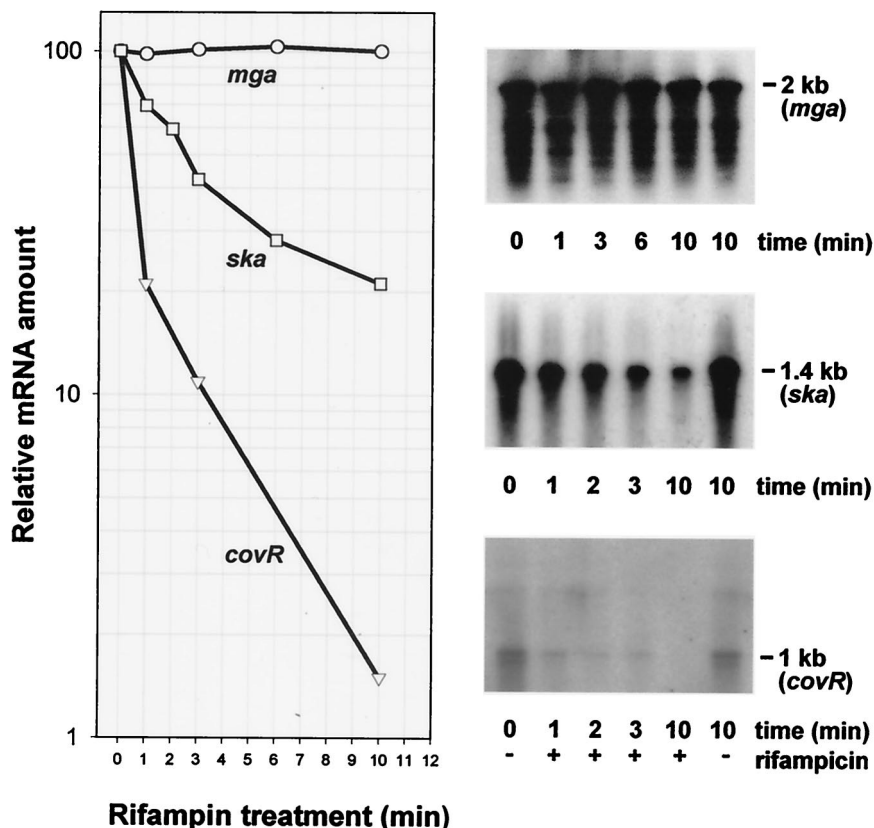 Relative mRNA amount
100
10
1
mga
ska
covR
0 1 2 3 4 5 6 7 8 9 10 11 12
Rifampin treatment (min)
- 2 kb
(mga)
0 1 3 6 10 10 time (min)
- 1.4 kb
(ska)
0 1 2 3 10 10 time (min)
- 1 kb
(covR)
0 1 2 3 10 10 time (min)
- + + + + - rifampicin